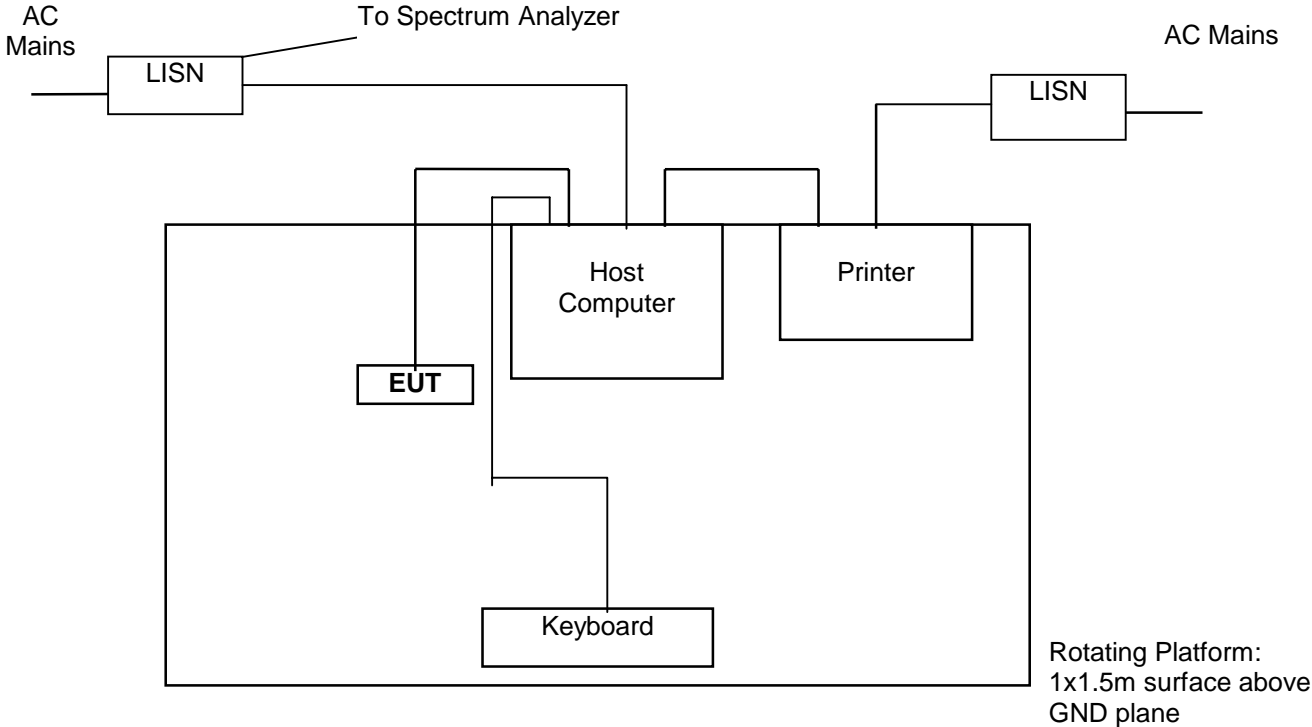 AC
Mains
To Spectrum Analyzer
AC Mains
LISN
LISN
Host
Computer
Printer
EUT
Keyboard
Rotating Platform:
1x1.5m surface above
GND plane